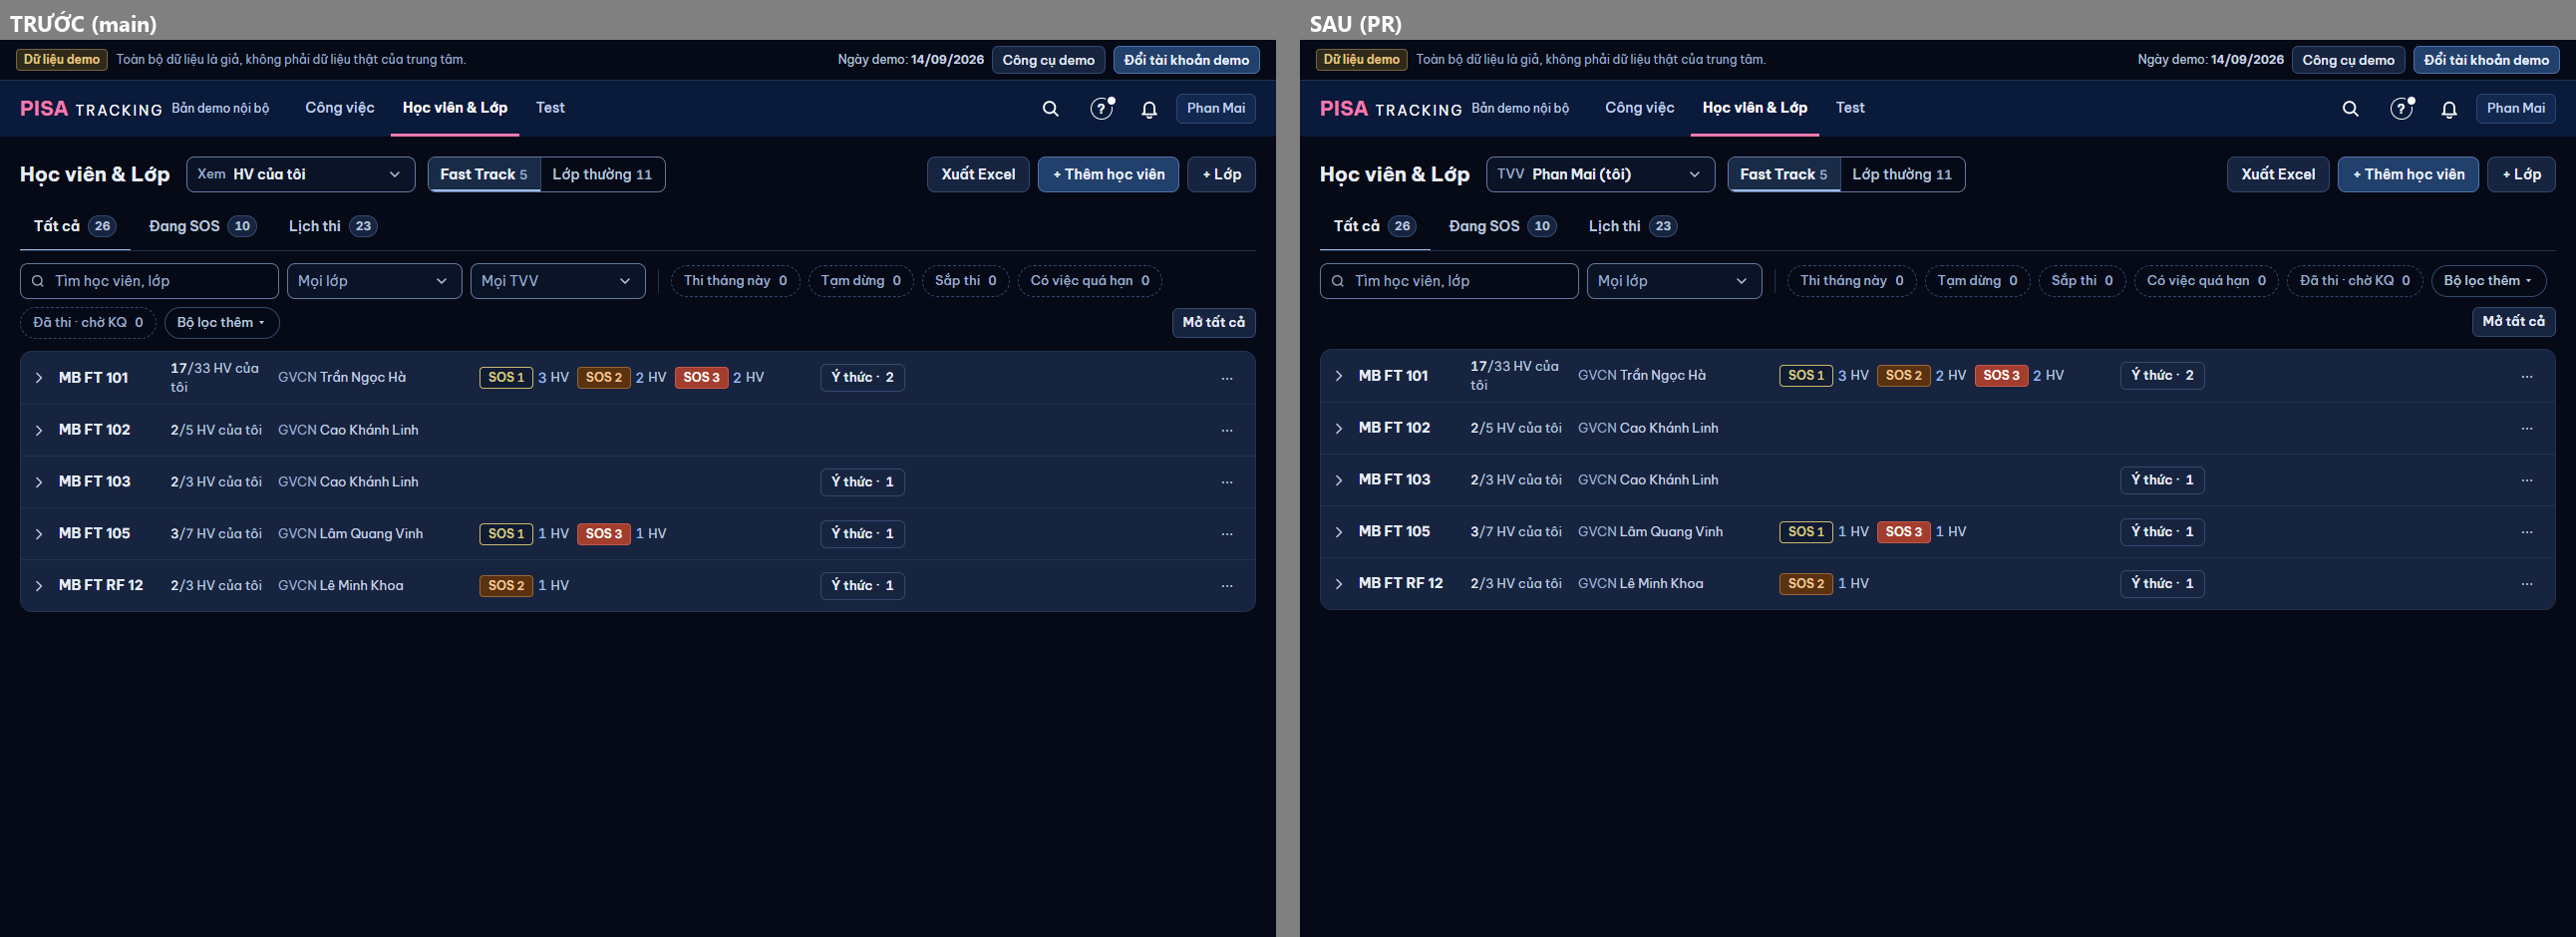 TRƯỚC (main)
Dữ liệu demo Toàn bộ dữ liệu là giả, không phải dữ liệu thật của trung tâm. Ngày demo: 14/09/2026 Công cụ demo Đổi tài khoản demo
PISA TRACKING Bản demo nội bộ Công việc Học viên & Lớp Test ? Phan Mai
Học viên & Lớp Xem HV của tôi Fast Track 5 Lớp thường 11 Xuất Excel + Thêm học viên + Lớp
Tất cả 26 Đang SOS 10 Lịch thi 23
Tìm học viên, lớp Mọi lớp Mọi TVV Thi tháng này 0 Tạm dừng 0 Sắp thi 0 Có việc quá hạn 0
Đã thi · chờ KQ 0 Bộ lọc thêm Mở tất cả
MB FT 101 17/33 HV của tôi GVCN Trần Ngọc Hà SOS 1 3 HV SOS 2 2 HV SOS 3 2 HV Ý thức · 2 ...
MB FT 102 2/5 HV của tôi GVCN Cao Khánh Linh ...
MB FT 103 2/3 HV của tôi GVCN Cao Khánh Linh Ý thức · 1 ...
MB FT 105 3/7 HV của tôi GVCN Lâm Quang Vinh SOS 1 1 HV SOS 3 1 HV Ý thức · 1 ...
MB FT RF 12 2/3 HV của tôi GVCN Lê Minh Khoa SOS 2 1 HV Ý thức · 1 ...
SAU (PR)
Dữ liệu demo Toàn bộ dữ liệu là giả, không phải dữ liệu thật của trung tâm. Ngày demo: 14/09/2026 Công cụ demo Đổi tài khoản demo
PISA TRACKING Bản demo nội bộ Công việc Học viên & Lớp Test ? Phan Mai
Học viên & Lớp TVV Phan Mai (tôi) Fast Track 5 Lớp thường 11 Xuất Excel + Thêm học viên + Lớp
Tất cả 26 Đang SOS 10 Lịch thi 23
Tìm học viên, lớp Mọi lớp Thi tháng này 0 Tạm dừng 0 Sắp thi 0 Có việc quá hạn 0 Đã thi · chờ KQ 0 Bộ lọc thêm
Mở tất cả
MB FT 101 17/33 HV của tôi GVCN Trần Ngọc Hà SOS 1 3 HV SOS 2 2 HV SOS 3 2 HV Ý thức · 2 ...
MB FT 102 2/5 HV của tôi GVCN Cao Khánh Linh ...
MB FT 103 2/3 HV của tôi GVCN Cao Khánh Linh Ý thức · 1 ...
MB FT 105 3/7 HV của tôi GVCN Lâm Quang Vinh SOS 1 1 HV SOS 3 1 HV Ý thức · 1 ...
MB FT RF 12 2/3 HV của tôi GVCN Lê Minh Khoa SOS 2 1 HV Ý thức · 1 ...